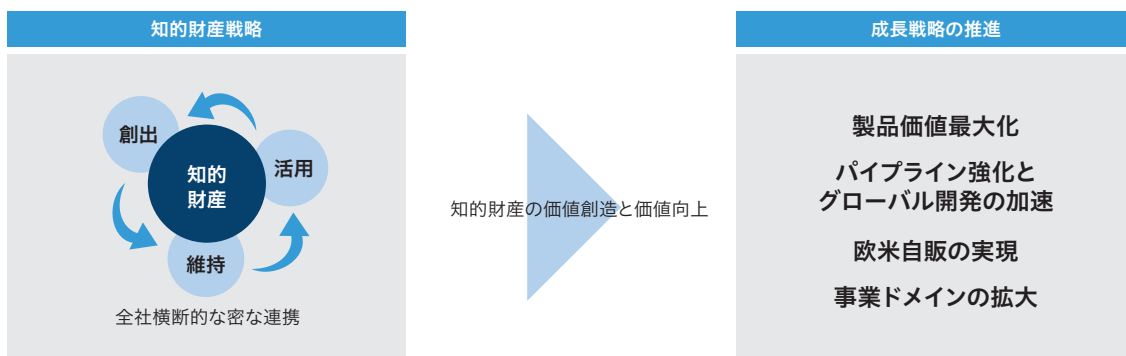 知的財産戦略
創出
知的
財産
活用
維持
全社横断的な密な連携
知的財産の価値創造と価値向上
成長戦略の推進
製品価値最大化
パイプライン強化と
グローバル開発の加速
欧米自販の実現
事業ドメインの拡大